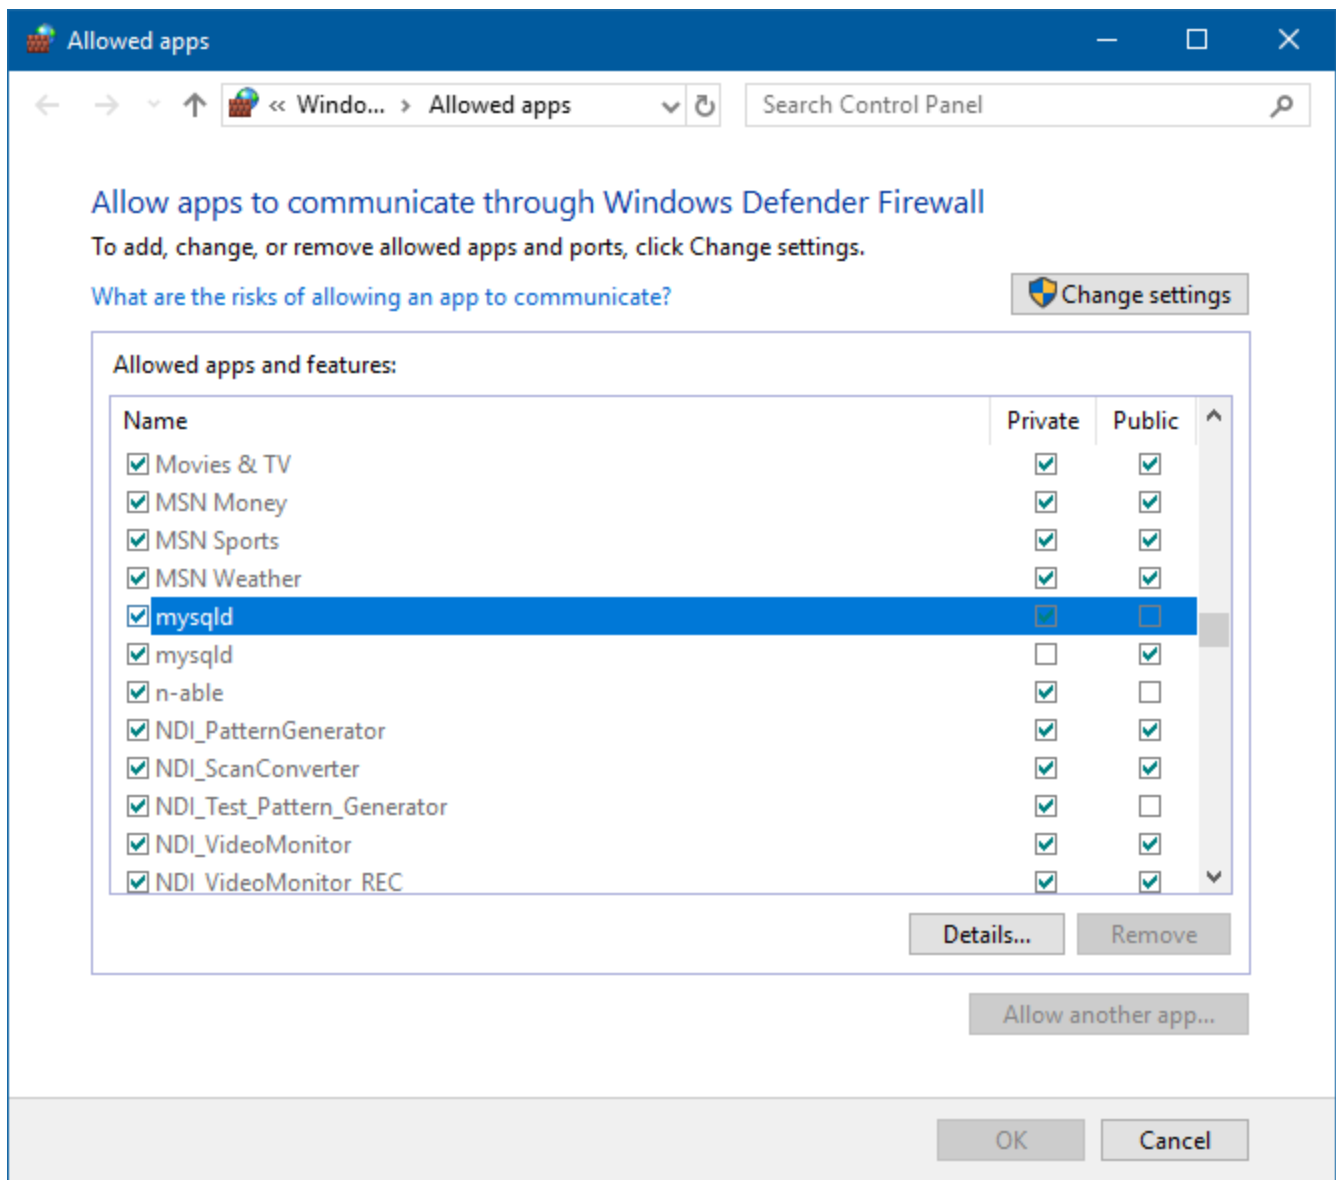 Allowed apps
« Windo... › Allowed apps
Search Control Panel
Allow apps to communicate through Windows Defender Firewall
To add, change, or remove allowed apps and ports, click Change settings.
What are the risks of allowing an app to communicate?
Change settings
Allowed apps and features:
Name Private Public
Movies & TV
MSN Money
MSN Sports
MSN Weather
mysqld
mysqld
n-able
NDI_PatternGenerator
NDI_ScanConverter
NDI_Test_Pattern_Generator
NDI_VideoMonitor
NDI_VideoMonitor_REC
Details... Remove
Allow another app...
OK Cancel